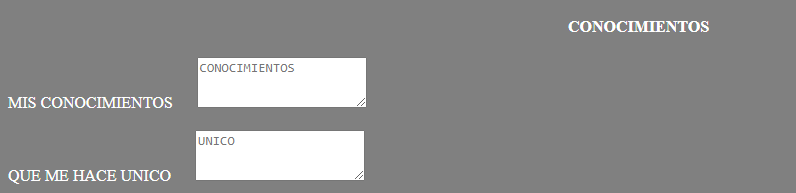 CONOCIMIENTOS
CONOCIMIENTOS
MIS CONOCIMIENTOS
UNICO
QUE ME HACE UNICO